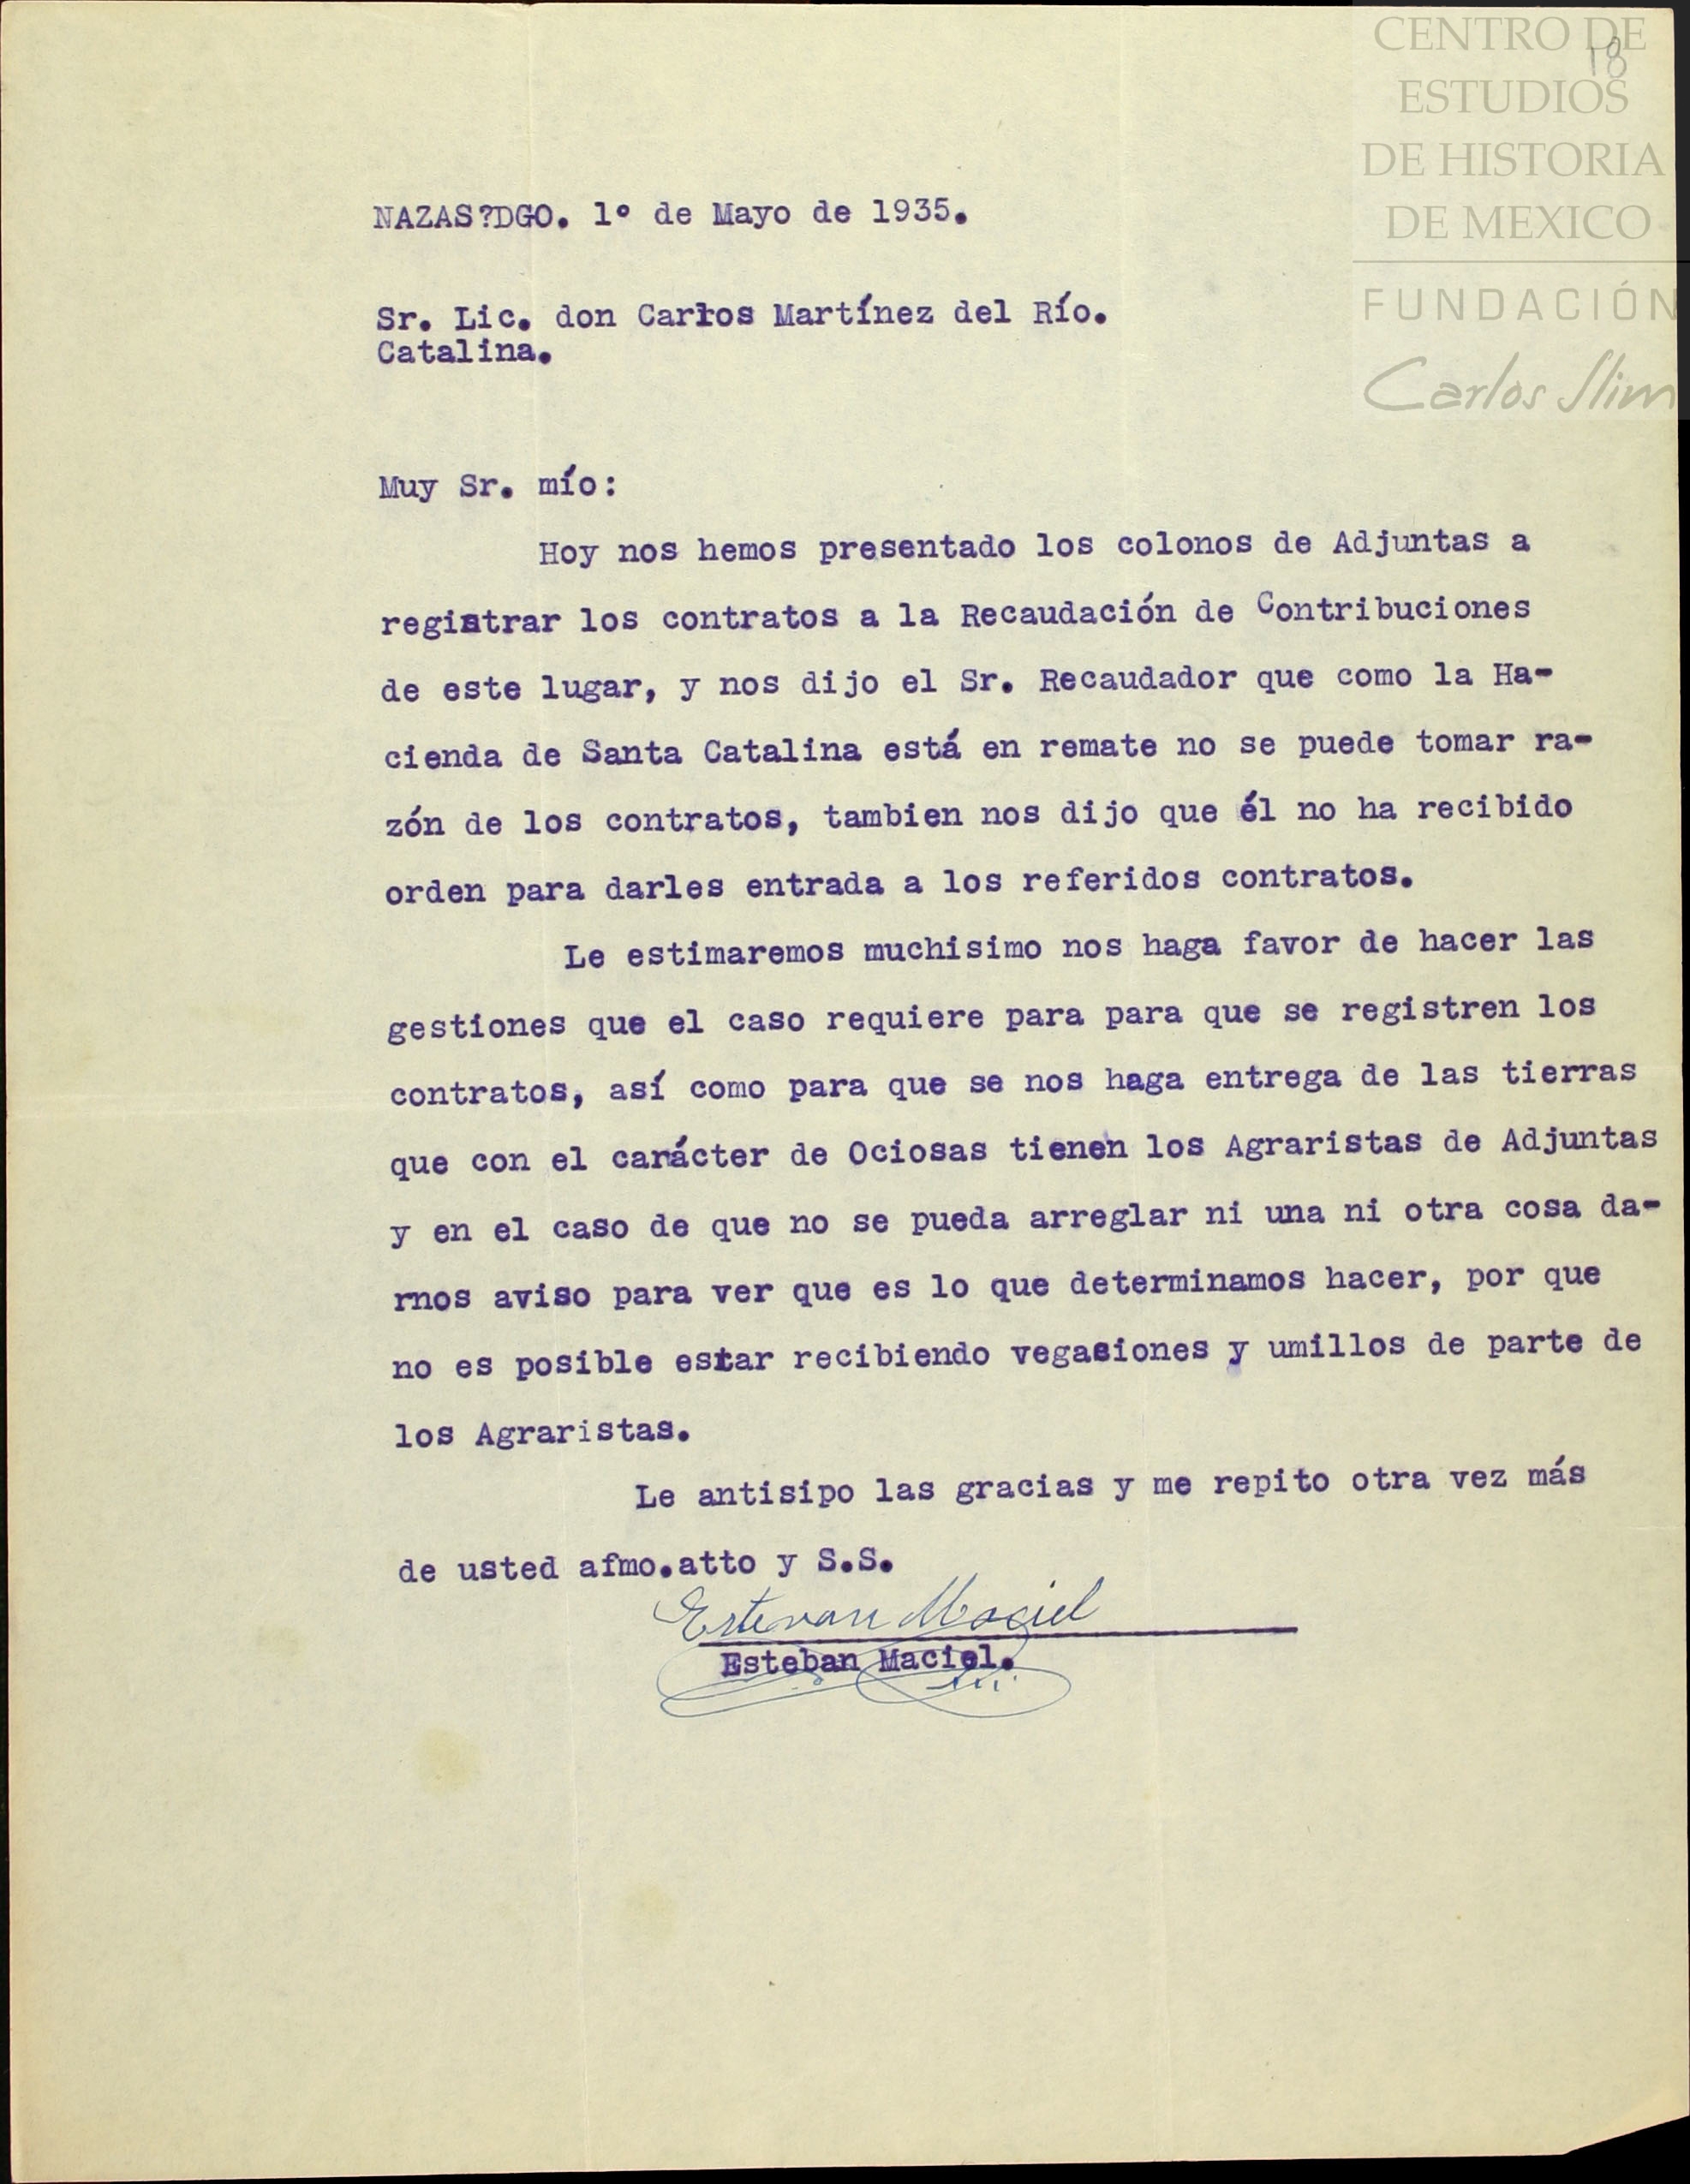 CENTRO DE
ESTUDIOS
DE HISTORIA
DE MEXICO
FUNDACIÓN
Carlos Slim
18
NAZAS?DGO. 1º de Mayo de 1935.
Sr. Lic. don Carlos Martínez del Río.
Catalina.
Muy Sr. mío:
Hoy nos hemos presentado los colonos de Adjuntas a
registrar los contratos a la Recaudación de Contribuciones
de este lugar, y nos dijo el Sr. Recaudador que como la Ha-
cienda de Santa Catalina está en remate no se puede tomar ra-
zón de los contratos, tambien nos dijo que él no ha recibido
orden para darles entrada a los referidos contratos.
Le estimaremos muchisimo nos haga favor de hacer las
gestiones que el caso requiere para para que se registren los
contratos, así como para que se nos haga entrega de las tierras
que con el carácter de Ociosas tienen los Agraristas de Adjuntas
y en el caso de que no se pueda arreglar ni una ni otra cosa da-
rnos aviso para ver que es lo que determinamos hacer, por que
no es posible estar recibiendo vegasiones y umillos de parte de
los Agraristas.
Le antisipo las gracias y me repito otra vez más
de usted afmo.atto y S.S.
Estevan Maciel
Esteban Maciel.